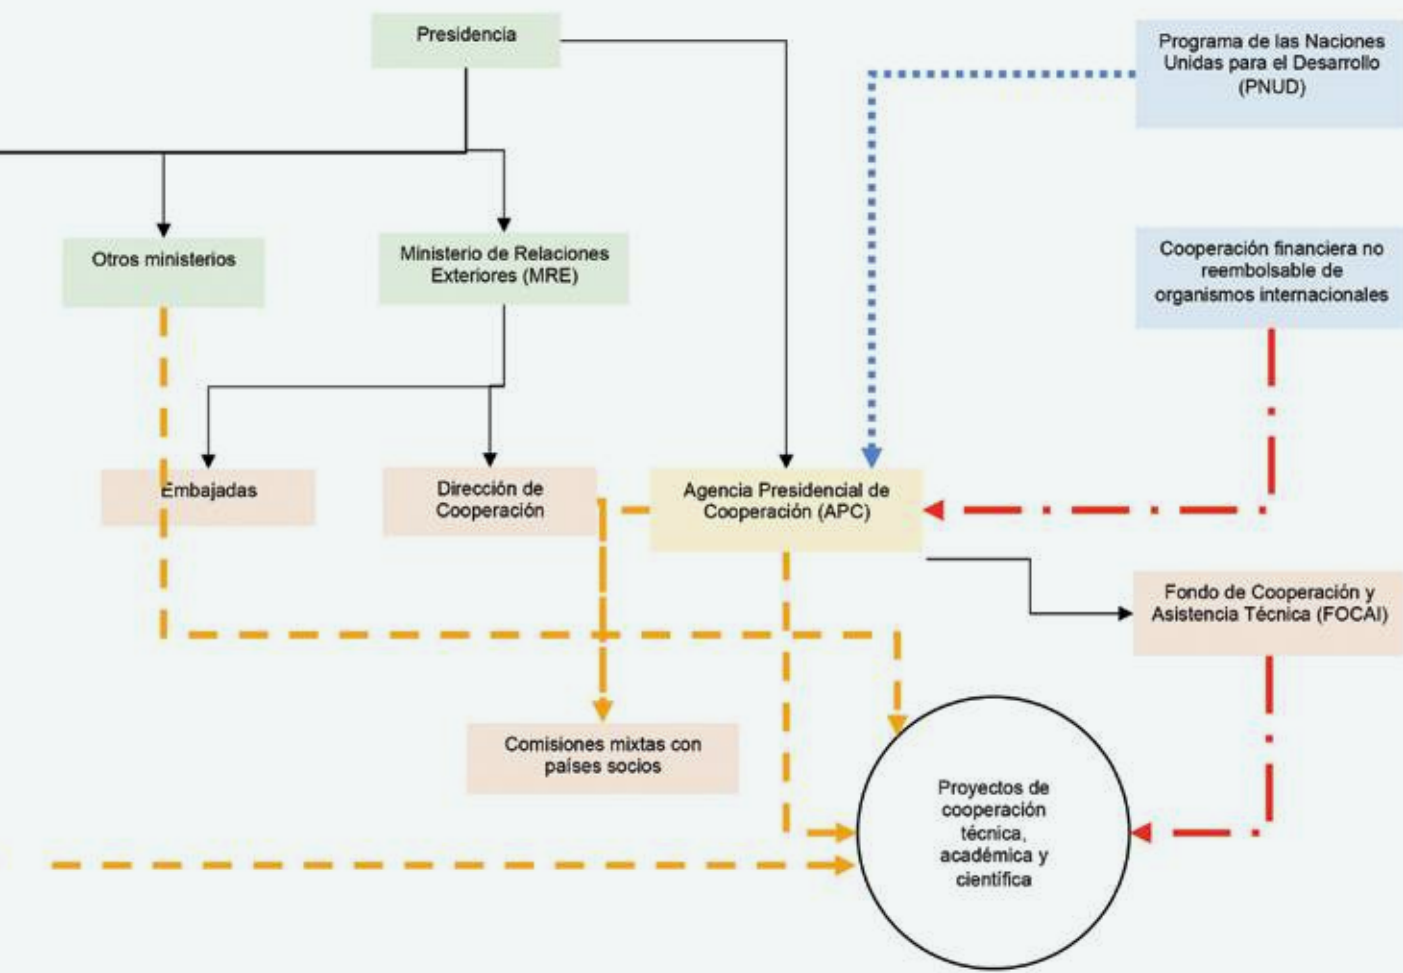 Presidencia
Programa de las Naciones
Unidas para el Desarrollo
(PNUD)
Otros ministerios
Ministerio de Relaciones
Exteriores (MRE)
Cooperación financiera no
reembolsable de
organismos internacionales
Embajadas
Dirección de
Cooperación
Agencia Presidencial de
Cooperación (APC)
Fondo de Cooperación y
Asistencia Técnica (FOCAI)
Comisiones mixtas con
países socios
Proyectos de
cooperación
técnica,
académica y
científica